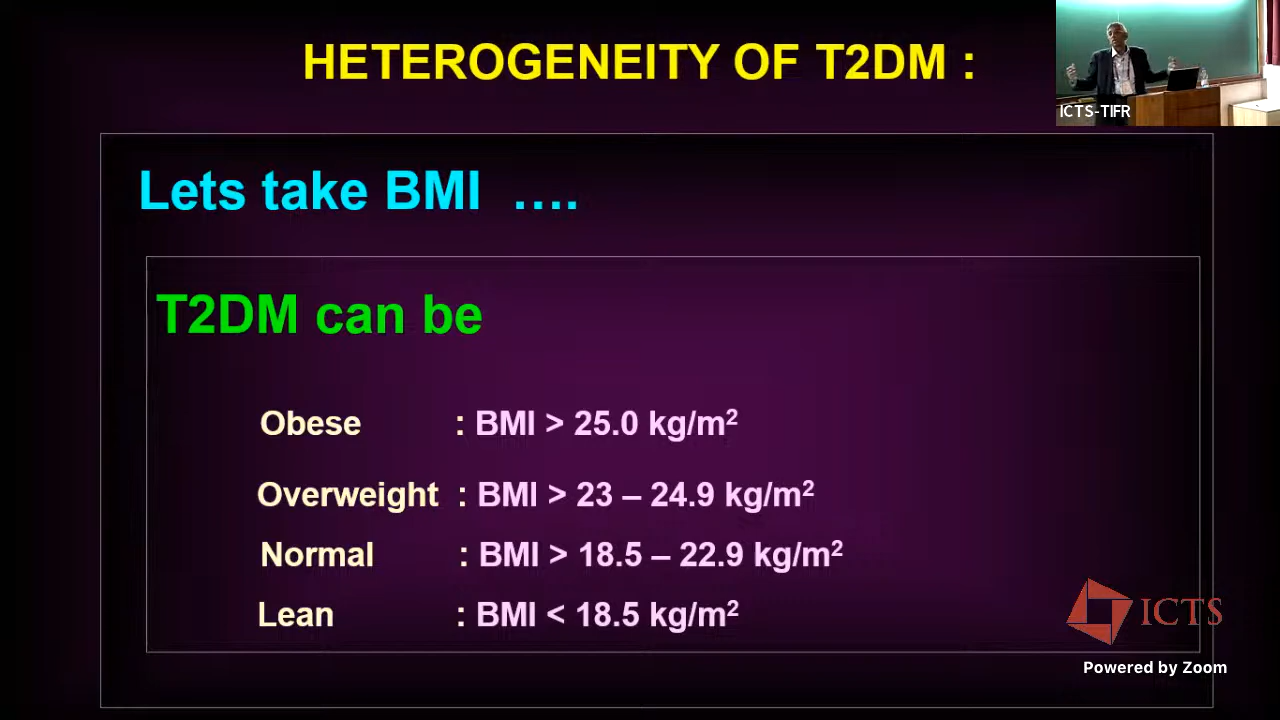 HETEROGENEITY OF T2DM :
ICTS-TIFR
Lets take BMI ….
T2DM can be
Obese : BMI > 25.0 kg/m²
Overweight : BMI > 23 – 24.9 kg/m²
Normal : BMI > 18.5 – 22.9 kg/m²
Lean : BMI < 18.5 kg/m²
ICTS
Powered by Zoom